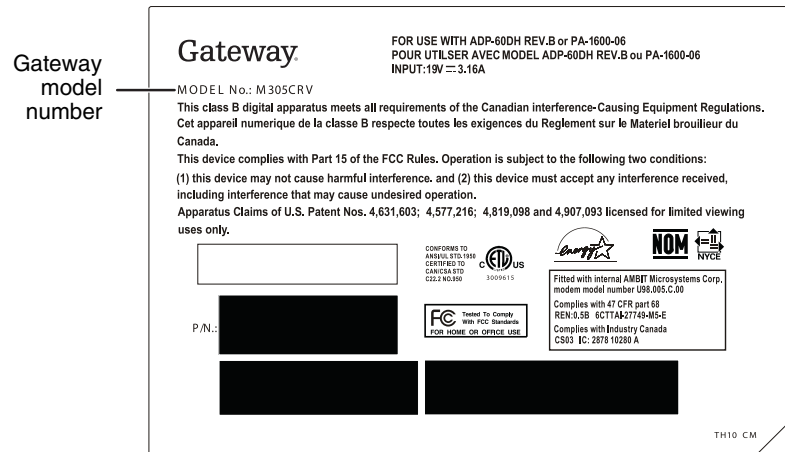 Gateway
model
number
Gateway
FOR USE WITH ADP-60DH REV.B or PA-1600-06
POUR UTILSER AVEC MODEL ADP-60DH REV.B ou PA-1600-06
INPUT:19V ⎓ 3.16A
MODEL No.: M305CRV
This class B digital apparatus meets all requirements of the Canadian interference-Causing Equipment Regulations.
Cet appareil numerique de la classe B respecte toutes les exigences du Reglement sur le Materiel brouilieur du
Canada.
This device complies with Part 15 of the FCC Rules. Operation is subject to the following two conditions:
(1) this device may not cause harmful interference. and (2) this device must accept any interference received,
including interference that may cause undesired operation.
Apparatus Claims of U.S. Patent Nos. 4,631,603; 4,577,216; 4,819,098 and 4,907,093 licensed for limited viewing
uses only.
CONFORMS TO
ANSI/UL STD.1950
CERTIFIED TO
CAN/CSA STD
C22.2 NO.950
C ETL US
3009615
energy
NOM
NYCE
Fitted with internal AMBIT Microsystems Corp.
modem model number U98.005.C.00
Complies with 47 CFR part 68
REN:0.5B 6CTTAI-27749-M5-E
Complies with Industry Canada
CS03 IC: 2878 10280 A
P/N.:
FC Tested To Comply
With FCC Standards
FOR HOME OR OFFICE USE
TH10 CM